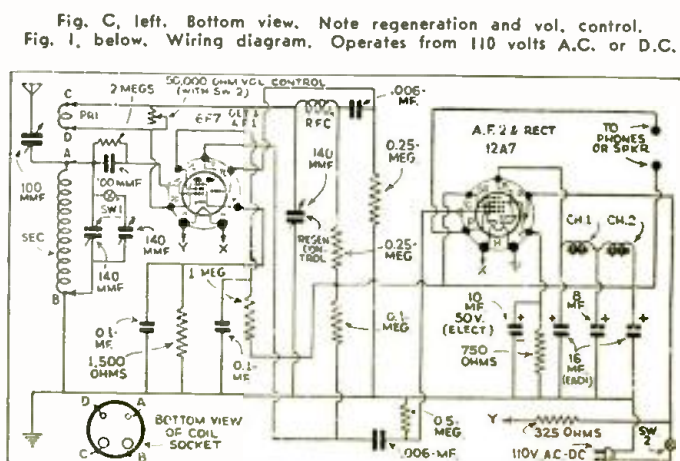 Fig. C, left. Bottom view. Note regeneration and vol. control.
Fig. 1, below. Wiring diagram. Operates from 110 volts A.C. or D.C.
C
2 MEGS
50,000 OHM VOL CONTROL
(WITH SW 2)
.006-
MF.
PRI
D
6F7
DET &
A.F.1
R.F.C.
A.F. 2 & RECT
12A7
TO
PHONES
OR SPKR
A
0.25-
MEG
100
MMF
100 MMF
SW1
140
MMF
CH.1
CH.2
SEC
140
MMF
Y
X
REGEN
CONTROL
0.25-
MEG
140
MMF
H
X
B
1 MEG
0.1-
MEG
10
MF
50 V.
(ELECT)
8
MF
0.1-
MF.
1,500
OHMS
0.1-
MF
750
OHMS
16
MF.
(EACH)
D
A
BOTTOM VIEW
OF COIL
SOCKET
0.5-
MEG
Y
325 OHMS
SW
2
C
B
.006-MF.
110V AC-DC